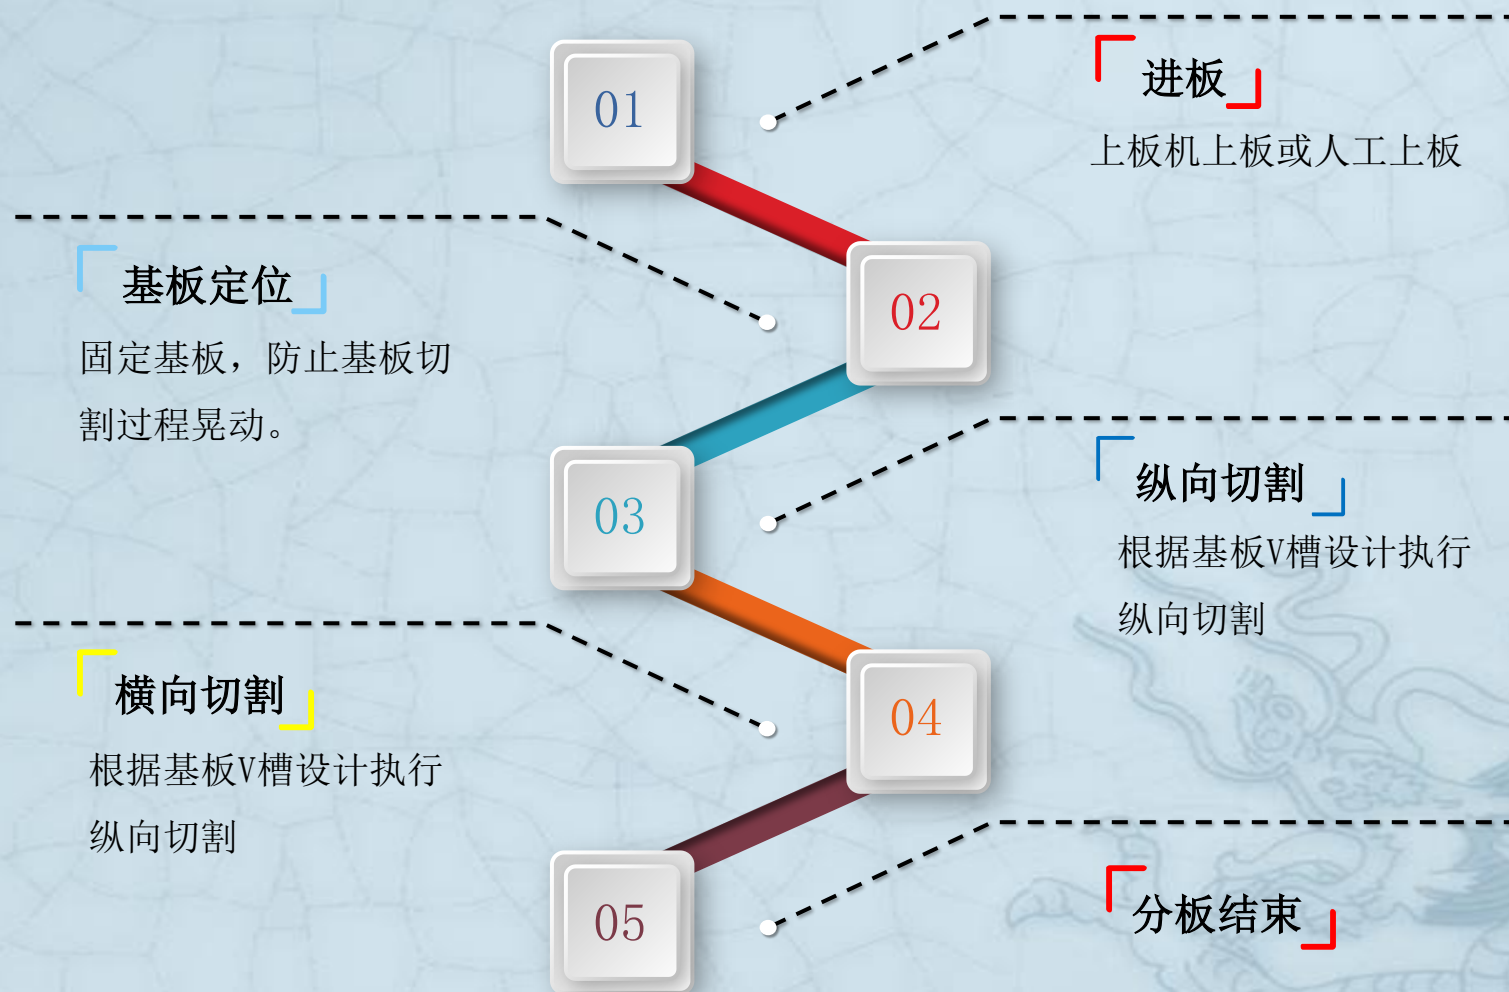 01
进板
上板机上板或人工上板
02
基板定位
固定基板，防止基板切
割过程晃动。
03
纵向切割
根据基板V槽设计执行
纵向切割
04
横向切割
根据基板V槽设计执行
纵向切割
05
分板结束